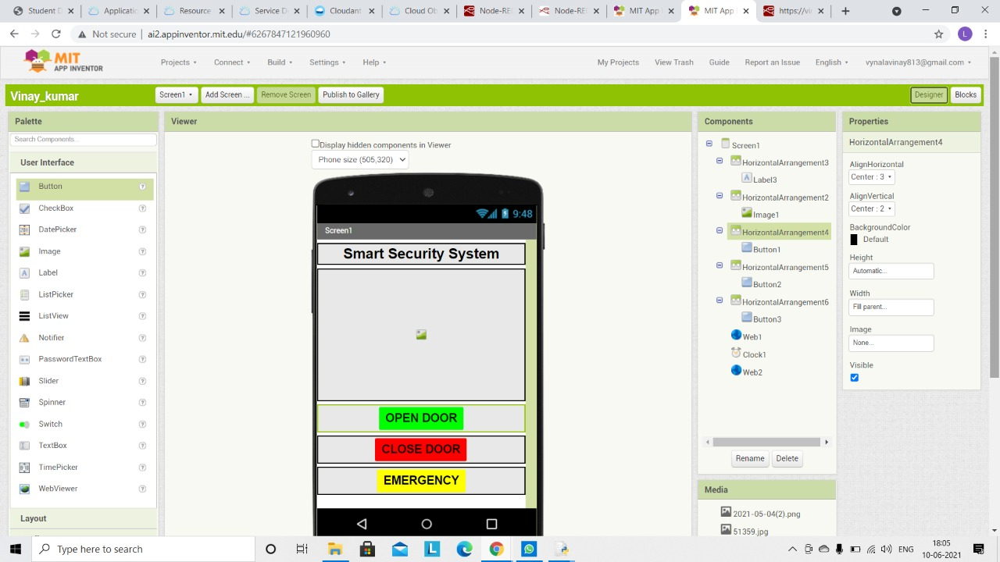 Studen D
Applicatic
Resource
Service D
Cloudant
Cloud Ob
Node-RE
Node-RE
MIT App
MIT App
https://vi
Not secure
ai2.appinventor.mit.edu/#6267847121960960
L
MIT
APP INVENTOR
Projects
Connect
Build
Settings
Help
My Projects
View Trash
Guide
Report an Issue
English
vynalavinay813@gmail.com
Vinay_kumar
Screen1
Add Screen ...
Remove Screen
Publish to Gallery
Designer
Blocks
Palette
Search Components...
User Interface
Button
CheckBox
DatePicker
Image
Label
ListPicker
ListView
Notifier
PasswordTextBox
Slider
Spinner
Switch
TextBox
TimePicker
WebViewer
Layout
Viewer
Display hidden components in Viewer
Phone size (505,320)
9:48
Screen1
Smart Security System
OPEN DOOR
CLOSE DOOR
EMERGENCY
Components
Screen1
HorizontalArrangement3
Label3
HorizontalArrangement2
Image1
HorizontalArrangement4
Button1
HorizontalArrangement5
Button2
HorizontalArrangement6
Button3
Web1
Clock1
Web2
Rename
Delete
Media
2021-05-04(2).png
51359.jpg
Properties
HorizontalArrangement4
AlignHorizontal
Center : 3
AlignVertical
Center : 2
BackgroundColor
Default
Height
Automatic...
Width
Fill parent...
Image
None...
Visible
Type here to search
18:05
10-06-2021